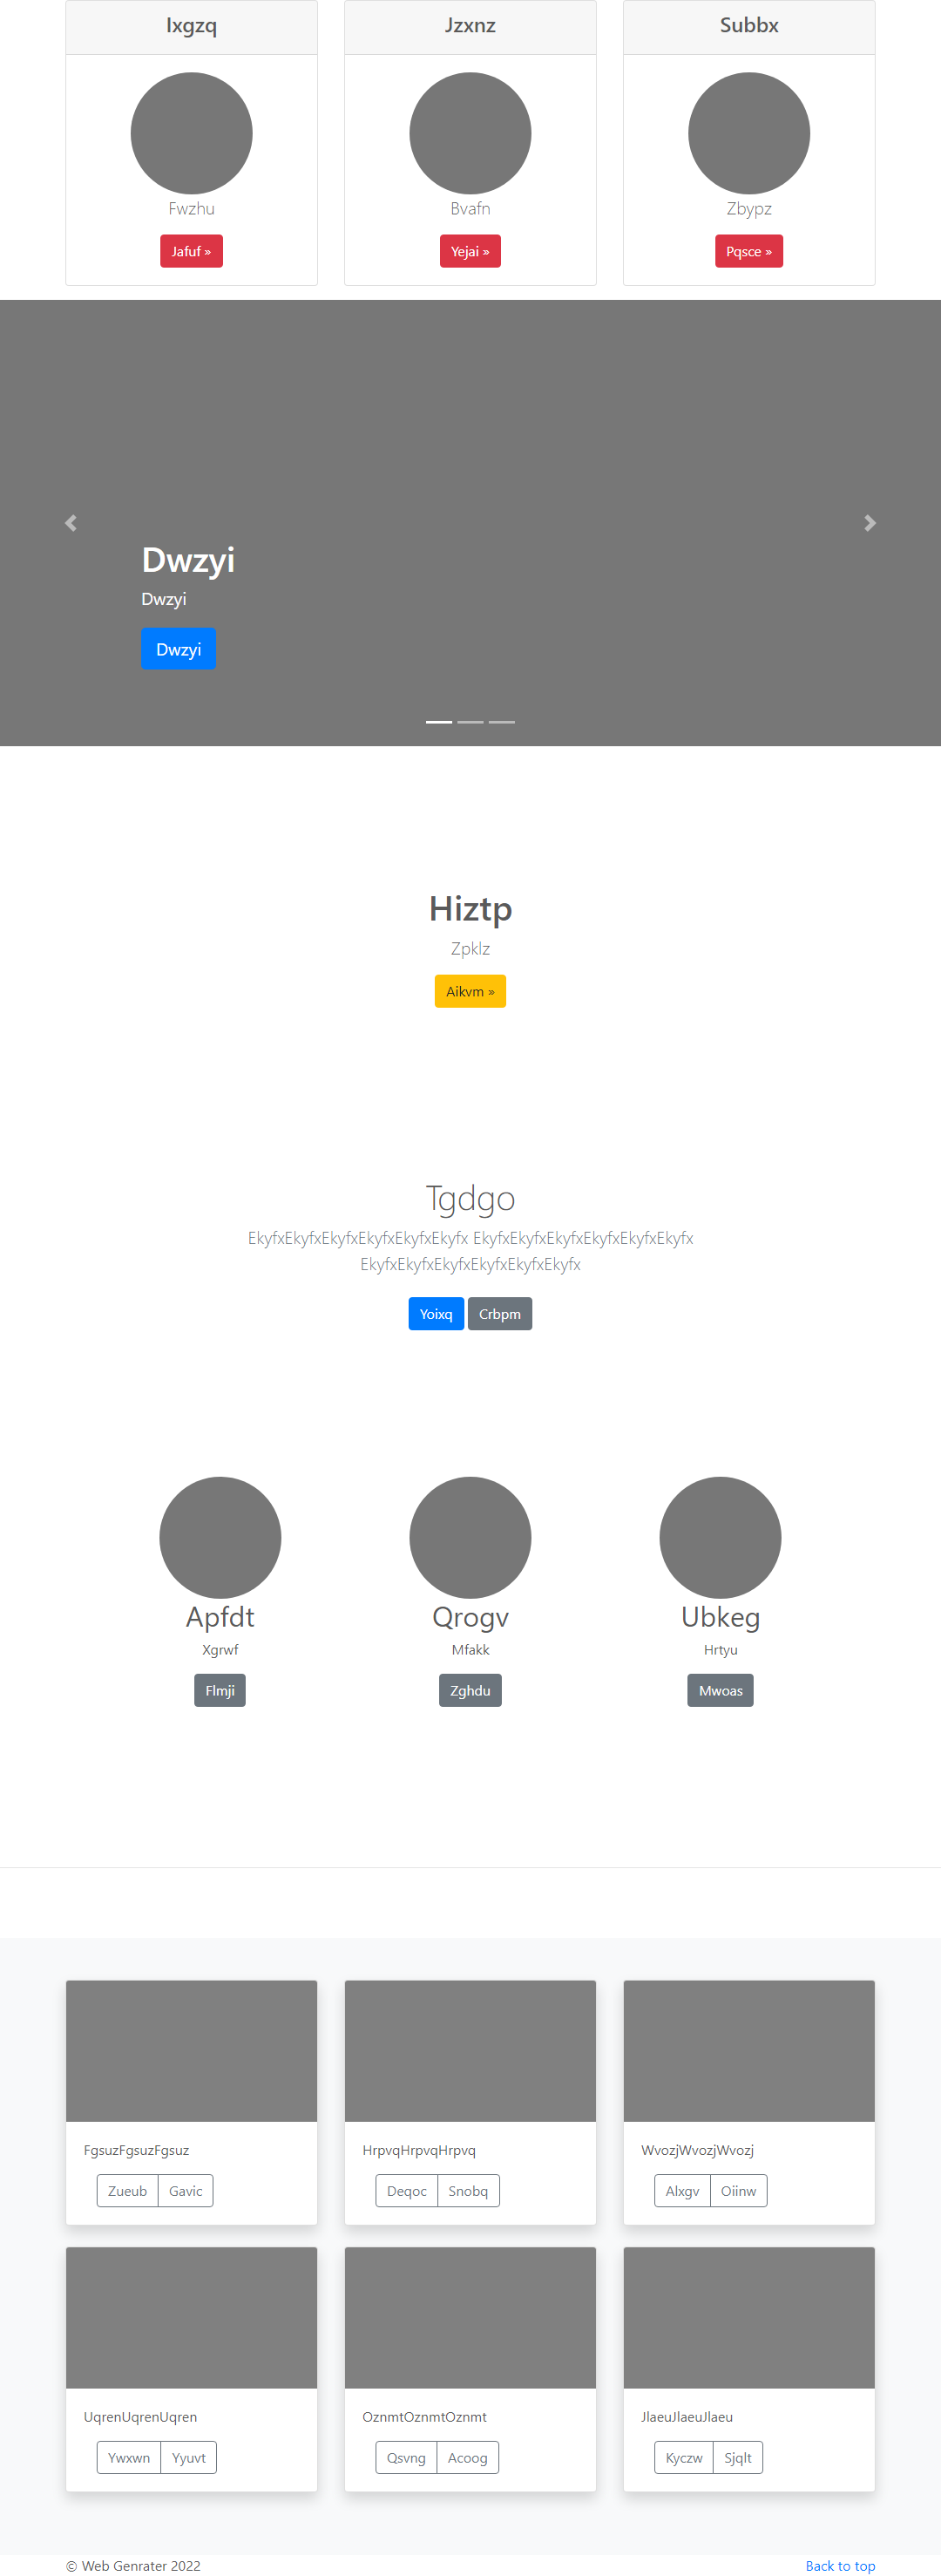 Ixgzq
Jzxnz
Subbx
Fwzhu
Bvafn
Zbypz
Jafuf »
Yejai »
Pqsce »
Dwzyi
Dwzyi
Dwzyi
Hiztp
Zpklz
Aikvm »
Tgdgo
EkyfxEkyfxEkyfxEkyfxEkyfxEkyfx EkyfxEkyfxEkyfxEkyfxEkyfxEkyfx
EkyfxEkyfxEkyfxEkyfxEkyfxEkyfx
Yoixq Crbpm
Apfdt
Qrogv
Ubkeg
Xgrwf
Mfakk
Hrtyu
Flmji
Zghdu
Mwoas
FgsuzFgsuzFgsuz
HrpvqHrpvqHrpvq
WvozjWvozjWvozj
Zueub Gavic
Deqoc Snobq
Alxgv Oiinw
UqrenUqrenUqren
OznmtOznmtOznmt
JlaeuJlaeuJlaeu
Ywxwn Yyuvt
Qsvng Acoog
Kyczw Sjqlt
© Web Genrater 2022
Back to top